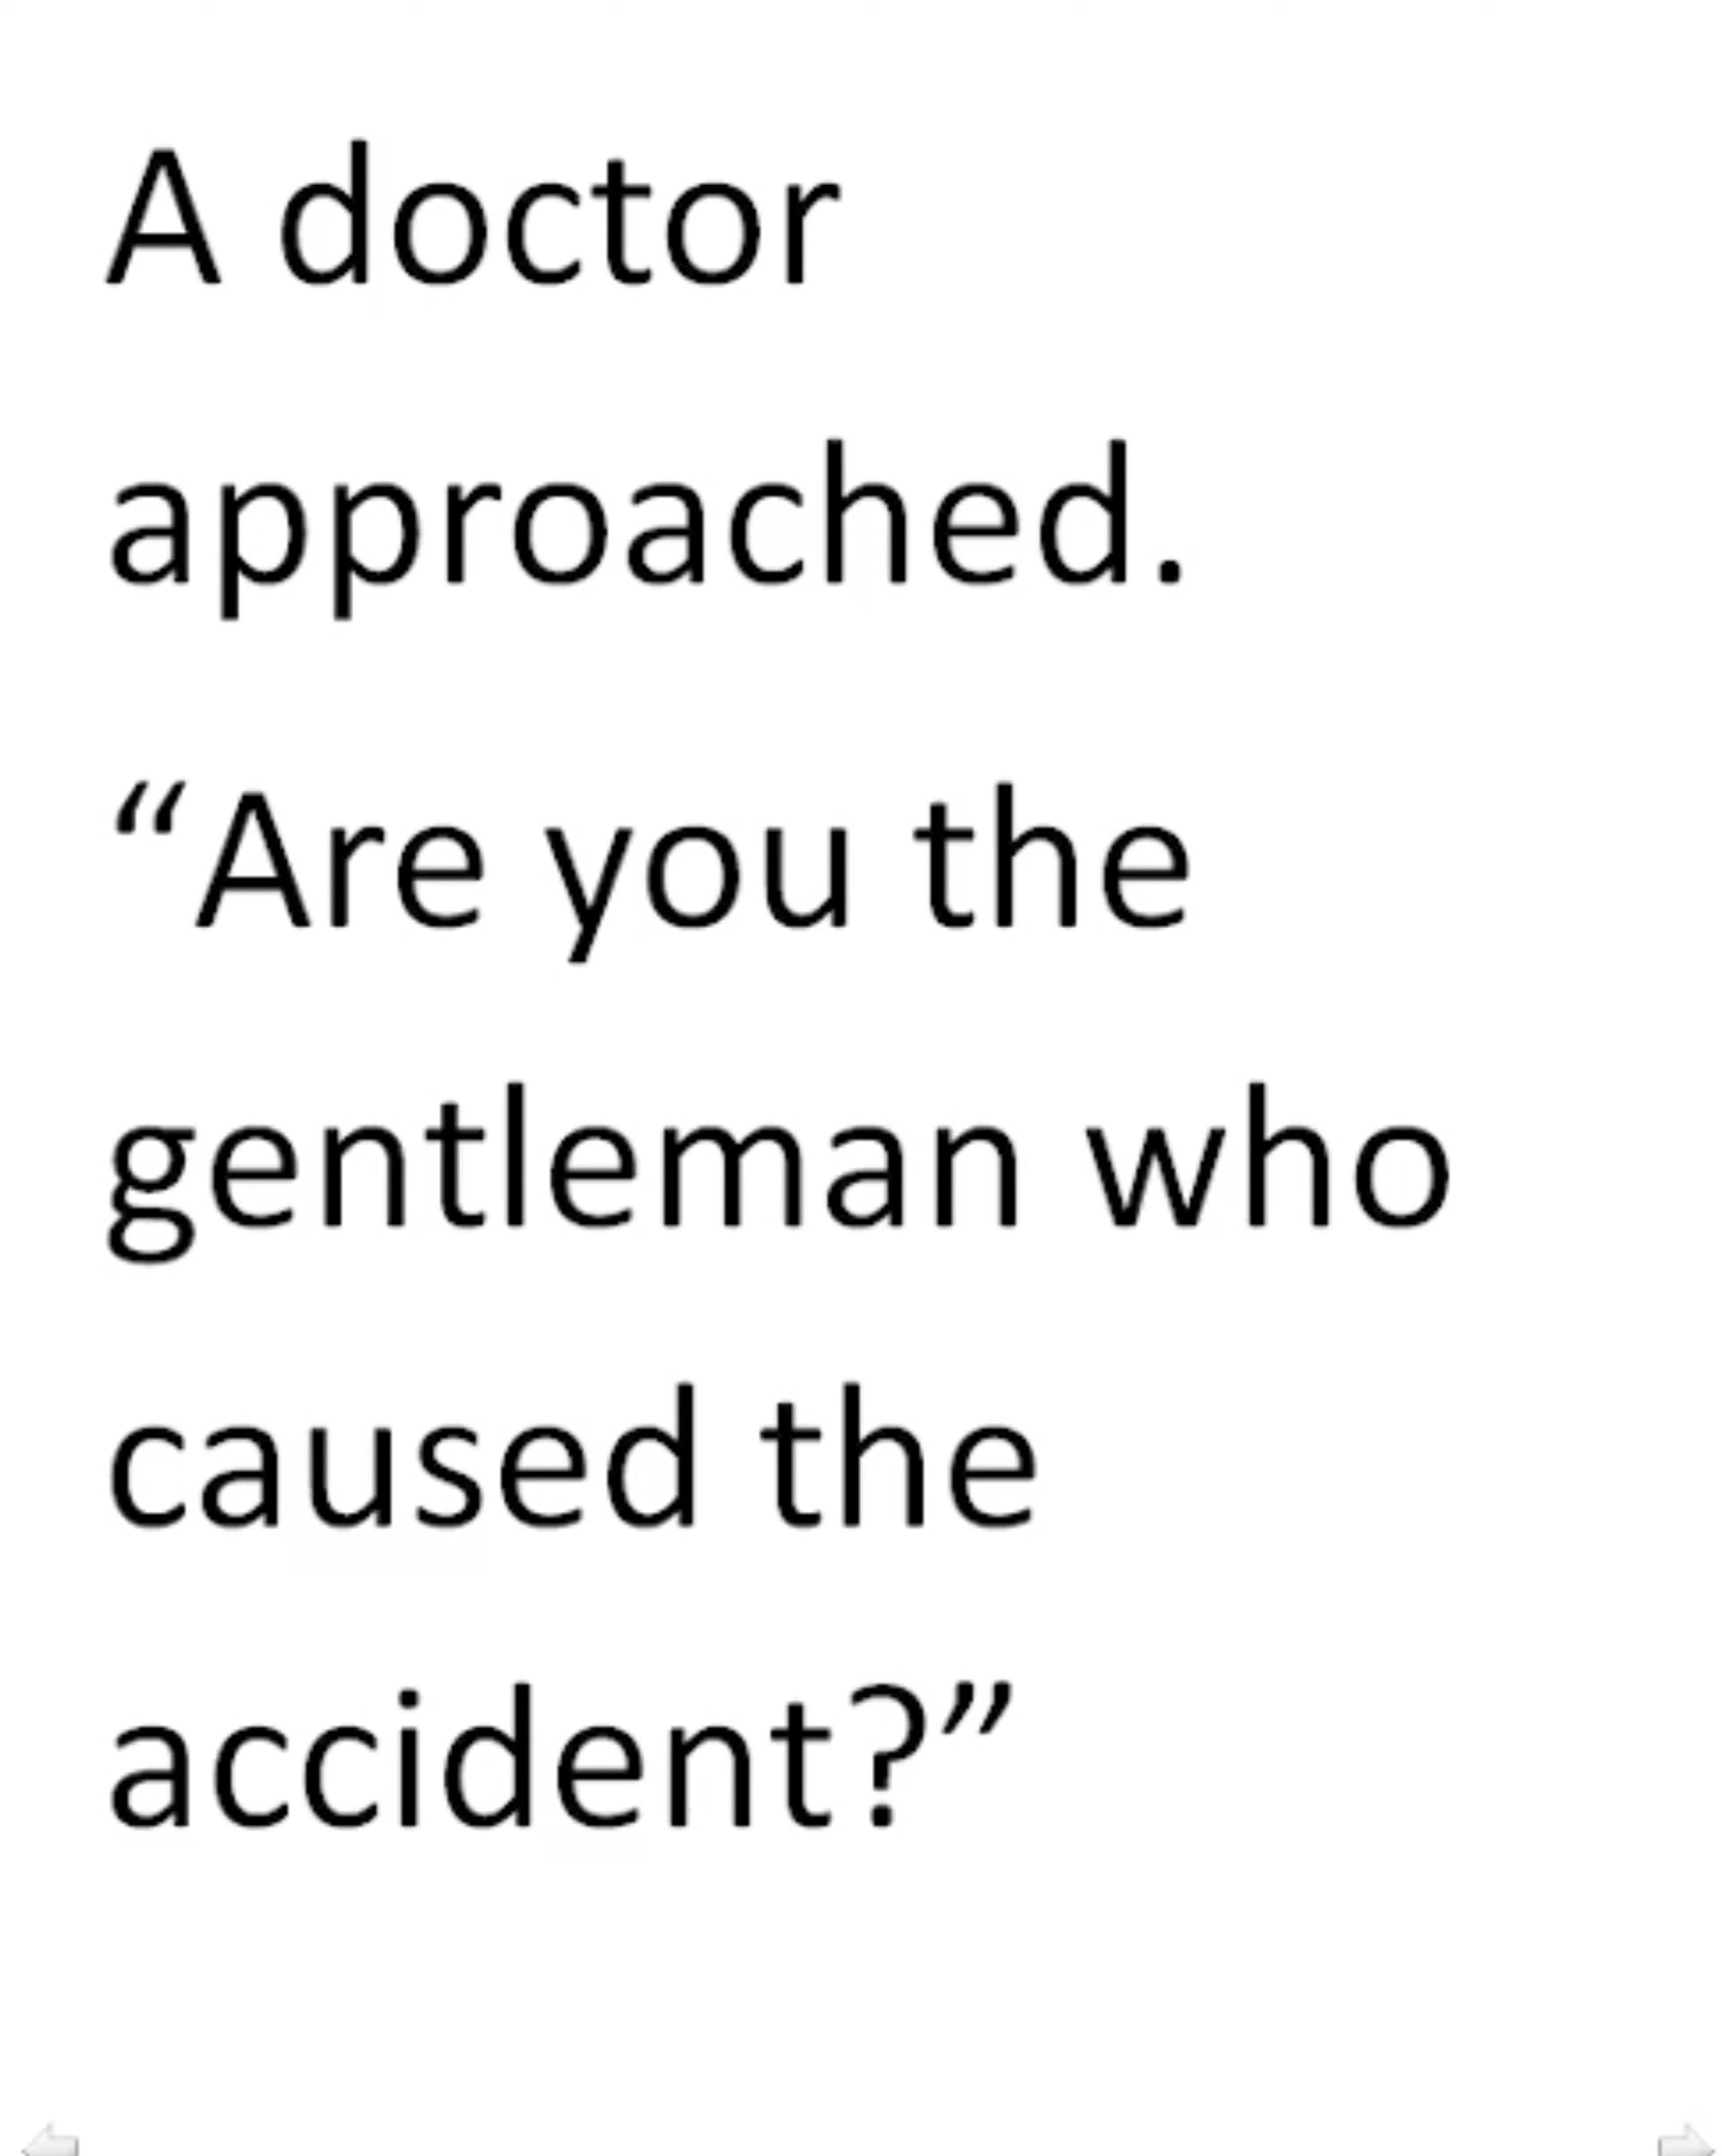 A doctor
approached.
“Are you the
gentleman who
caused the
accident?”